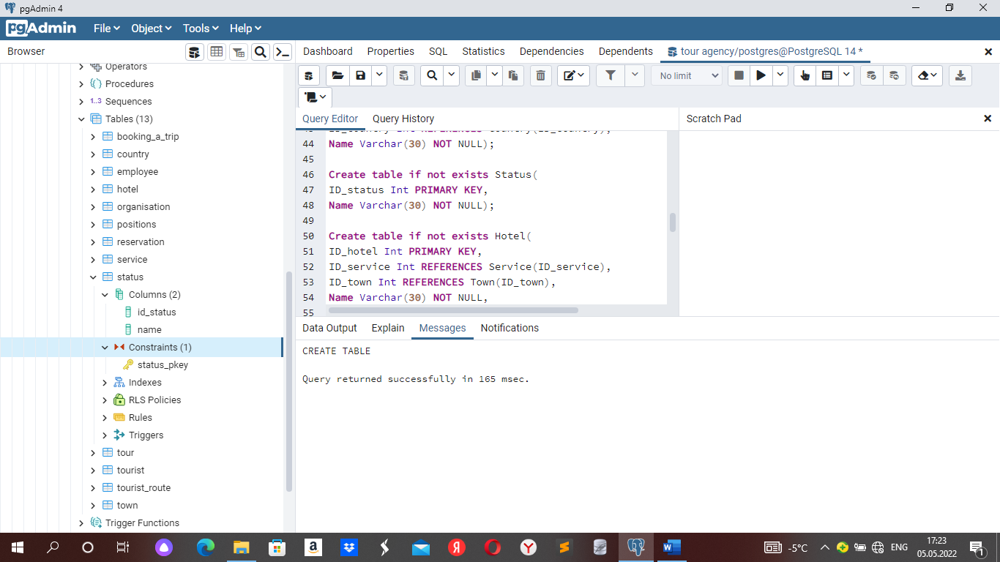 pgAdmin 4
pgAdmin File Object Tools Help
Browser
Dashboard Properties SQL Statistics Dependencies Dependents tour agency/postgres@PostgreSQL 14 *
No limit
Query Editor Query History
Scratch Pad
Operators
Procedures
1..3 Sequences
Tables (13)
booking_a_trip
country
employee
hotel
organisation
positions
reservation
service
status
Columns (2)
id_status
name
Constraints (1)
status_pkey
Indexes
RLS Policies
Rules
Triggers
tour
tourist
tourist_route
town
Trigger Functions
43 ID_country Int REFERENCES Country(ID_country),
44 Name Varchar(30) NOT NULL);
45
46 Create table if not exists Status(
47 ID_status Int PRIMARY KEY,
48 Name Varchar(30) NOT NULL);
49
50 Create table if not exists Hotel(
51 ID_hotel Int PRIMARY KEY,
52 ID_service Int REFERENCES Service(ID_service),
53 ID_town Int REFERENCES Town(ID_town),
54 Name Varchar(30) NOT NULL,
55
Data Output Explain Messages Notifications
CREATE TABLE
Query returned successfully in 165 msec.
-5°C ENG 17:23
05.05.2022
1